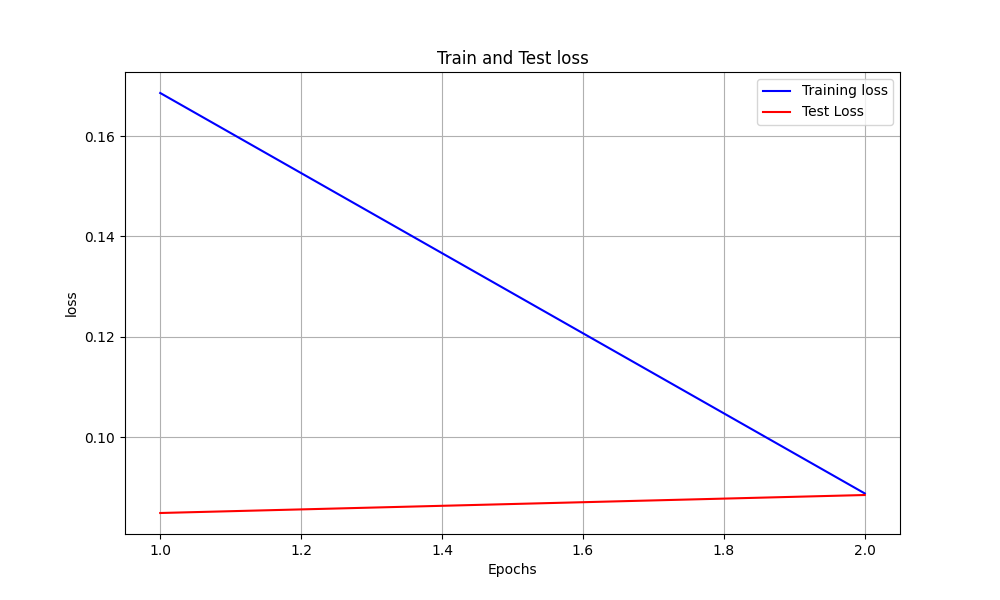 Train and Test loss
Training loss
Test Loss
0.16
0.14
0.12
0.10
loss
1.0 1.2 1.4 1.6 1.8 2.0
Epochs